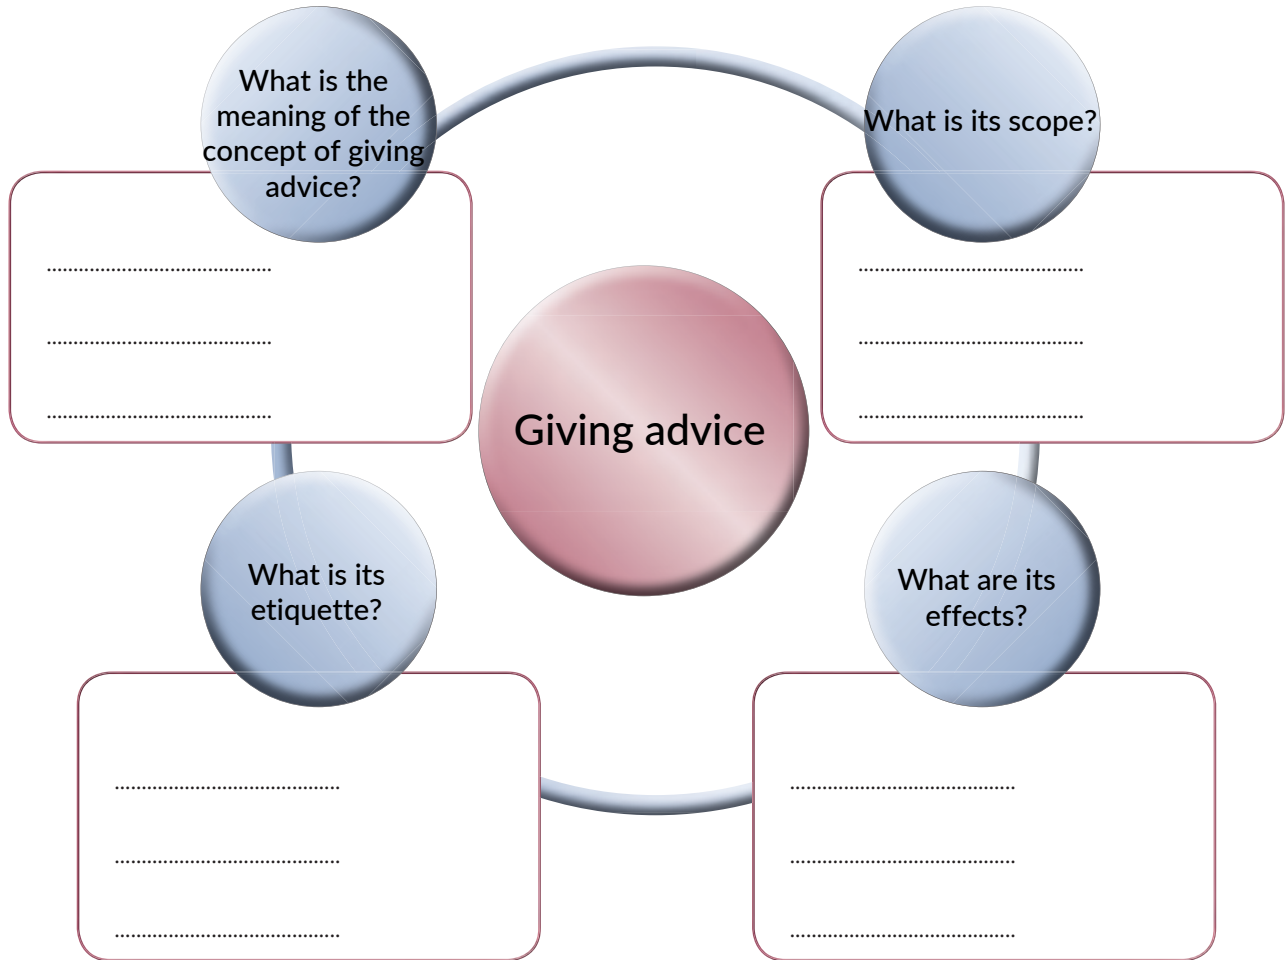 What is the
meaning of the
concept of giving
advice?
..........................................
..........................................
..........................................
What is its scope?
..........................................
..........................................
..........................................
Giving advice
What is its
etiquette?
..........................................
..........................................
..........................................
What are its
effects?
..........................................
..........................................
..........................................